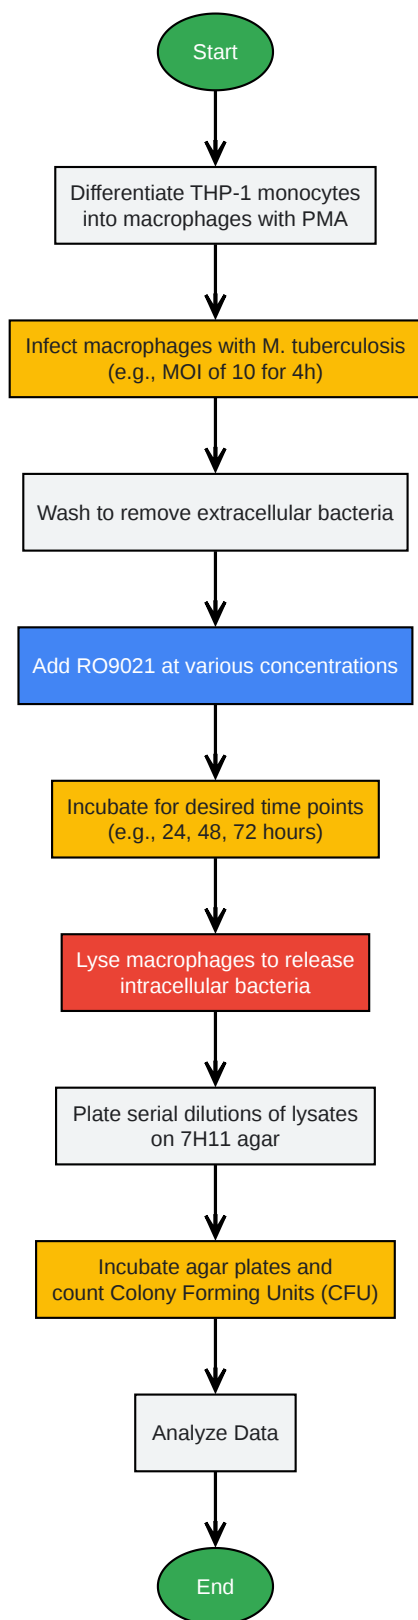 Start
Differentiate THP-1 monocytes
into macrophages with PMA
Infect macrophages with M. tuberculosis
(e.g., MOI of 10 for 4h)
Wash to remove extracellular bacteria
Add RO9021 at various concentrations
Incubate for desired time points
(e.g., 24, 48, 72 hours)
Lyse macrophages to release
intracellular bacteria
Plate serial dilutions of lysates
on 7H11 agar
Incubate agar plates and
count Colony Forming Units (CFU)
Analyze Data
End